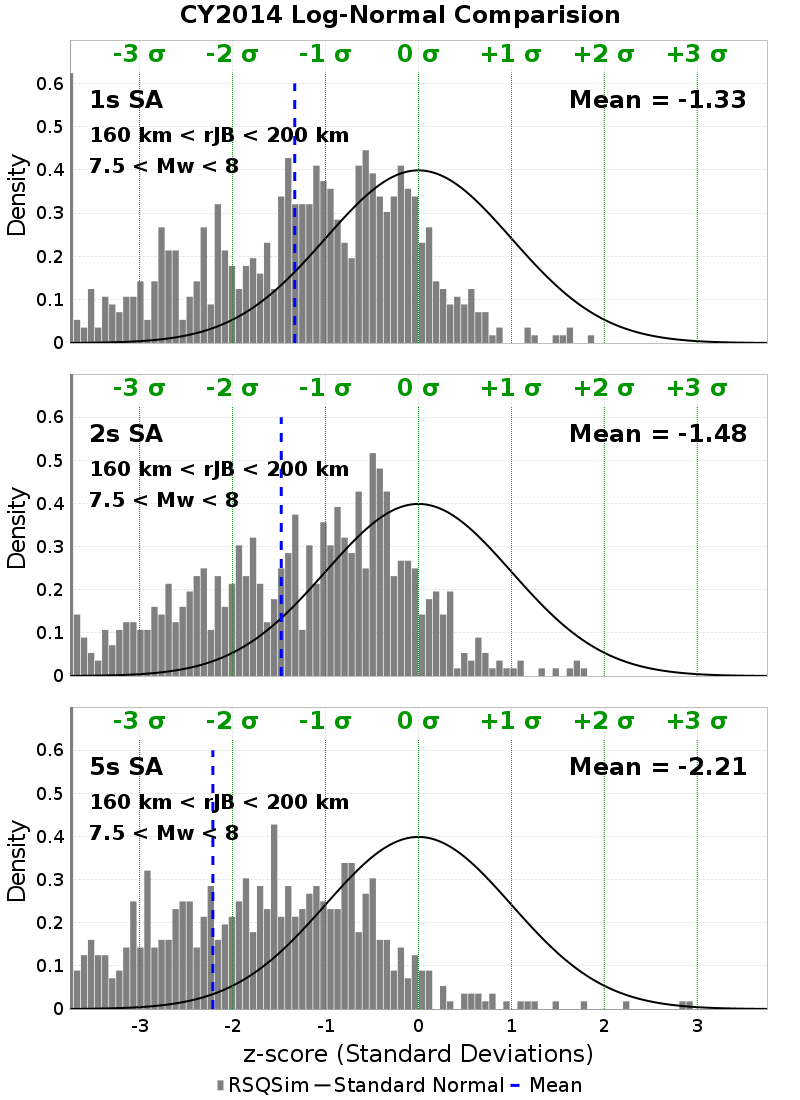 CY2014 Log-Normal Comparision
-3 σ -2 σ -1 σ 0 σ +1 σ +2 σ +3 σ
1s SA Mean = -1.33
160 km < rJB < 200 km
7.5 < Mw < 8
Density
0.6
0.5
0.4
0.3
0.2
0.1
0
-3 σ -2 σ -1 σ 0 σ +1 σ +2 σ +3 σ
2s SA Mean = -1.48
160 km < rJB < 200 km
7.5 < Mw < 8
Density
0.6
0.5
0.4
0.3
0.2
0.1
0
-3 σ -2 σ -1 σ 0 σ +1 σ +2 σ +3 σ
5s SA Mean = -2.21
160 km < rJB < 200 km
7.5 < Mw < 8
Density
0.6
0.5
0.4
0.3
0.2
0.1
0
-3 -2 -1 0 1 2 3
z-score (Standard Deviations)
RSQSim Standard Normal Mean